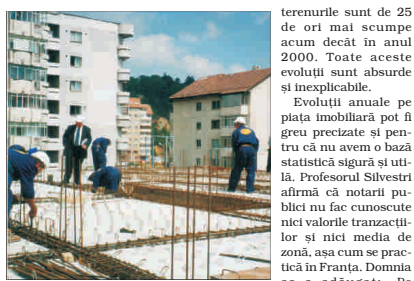 terenurile sunt de 25
de ori mai scumpe
acum decât în anul
2000. Toate aceste
evoluții sunt absurde
și inexplicabile.
Evoluții anuale pe
piața imobiliară pot fi
greu precizate și pen-
tru că nu avem o bază
statistică sigură și uti-
lă. Profesorul Silvestri
afirmă că notarii pu-
blici nu fac cunoscute
nici valorile tranzacții-
lor și nici media de
zonă, așa cum se prac-
tică în Franța. Domnia